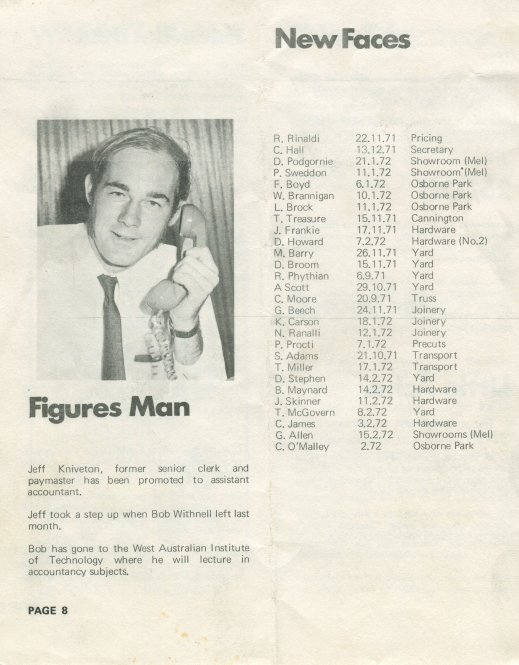 New Faces
R. Rinaldi 22.11.71 Pricing
C. Hall 13.12.71 Secretary
D. Podgornie 21.1.72 Showroom (Mel)
P. Sweddon 11.1.72 Showroom (Mel)
F. Boyd 6.1.72 Osborne Park
W. Brannigan 10.1.72 Osborne Park
L. Brock 11.1.72 Osborne Park
T. Treasure 15.11.71 Cannington
J. Frankie 17.11.71 Hardware
D. Howard 7.2.72 Hardware (No.2)
M. Barry 26.11.71 Yard
D. Broom 15.11.71 Yard
R. Phythian 6.9.71 Yard
A Scott 29.10.71 Yard
C. Moore 20.9.71 Truss
G. Beech 24.11.71 Joinery
K. Carson 18.1.72 Joinery
N. Ranalli 12.1.72 Joinery
P. Procti 7.1.72 Precuts
S. Adams 21.10.71 Transport
T. Miller 17.1.72 Transport
D. Stephen 14.2.72 Yard
B. Maynard 14.2.72 Hardware
J. Skinner 11.2.72 Hardware
T. McGovern 8.2.72 Yard
C. James 3.2.72 Hardware
G. Allen 15.2.72 Showrooms (Mel)
C. O'Malley 2.72 Osborne Park
Figures Man
Jeff Kniveton, former senior clerk and
paymaster has been promoted to assistant
accountant.
Jeff took a step up when Bob Withnell left last
month.
Bob has gone to the West Australian Institute
of Technology where he will lecture in
accountancy subjects.
PAGE 8